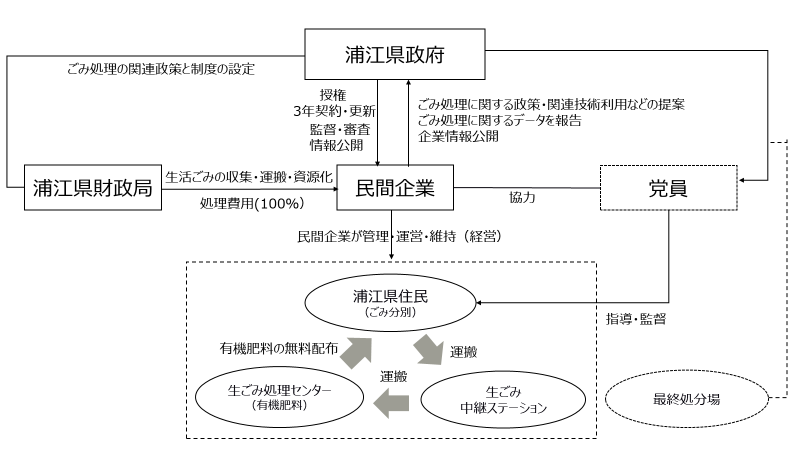 浦江県政府
ごみ処理の関連政策と制度の設定
授権
3年契約・更新
監督・審査
情報公開
ごみ処理に関する政策・関連技術利用などの提案
ごみ処理に関するデータを報告
企業情報公開
浦江県財政局
生活ごみの収集・運搬・資源化
処理費用(100%)
民間企業
協力
党員
民間企業が管理・運営・維持（経営）
浦江県住民
(ごみ分別)
指導・監督
有機肥料の無料配布
運搬
運搬
生ごみ処理センター
(有機肥料)
生ごみ
中継ステーション
最終処分場